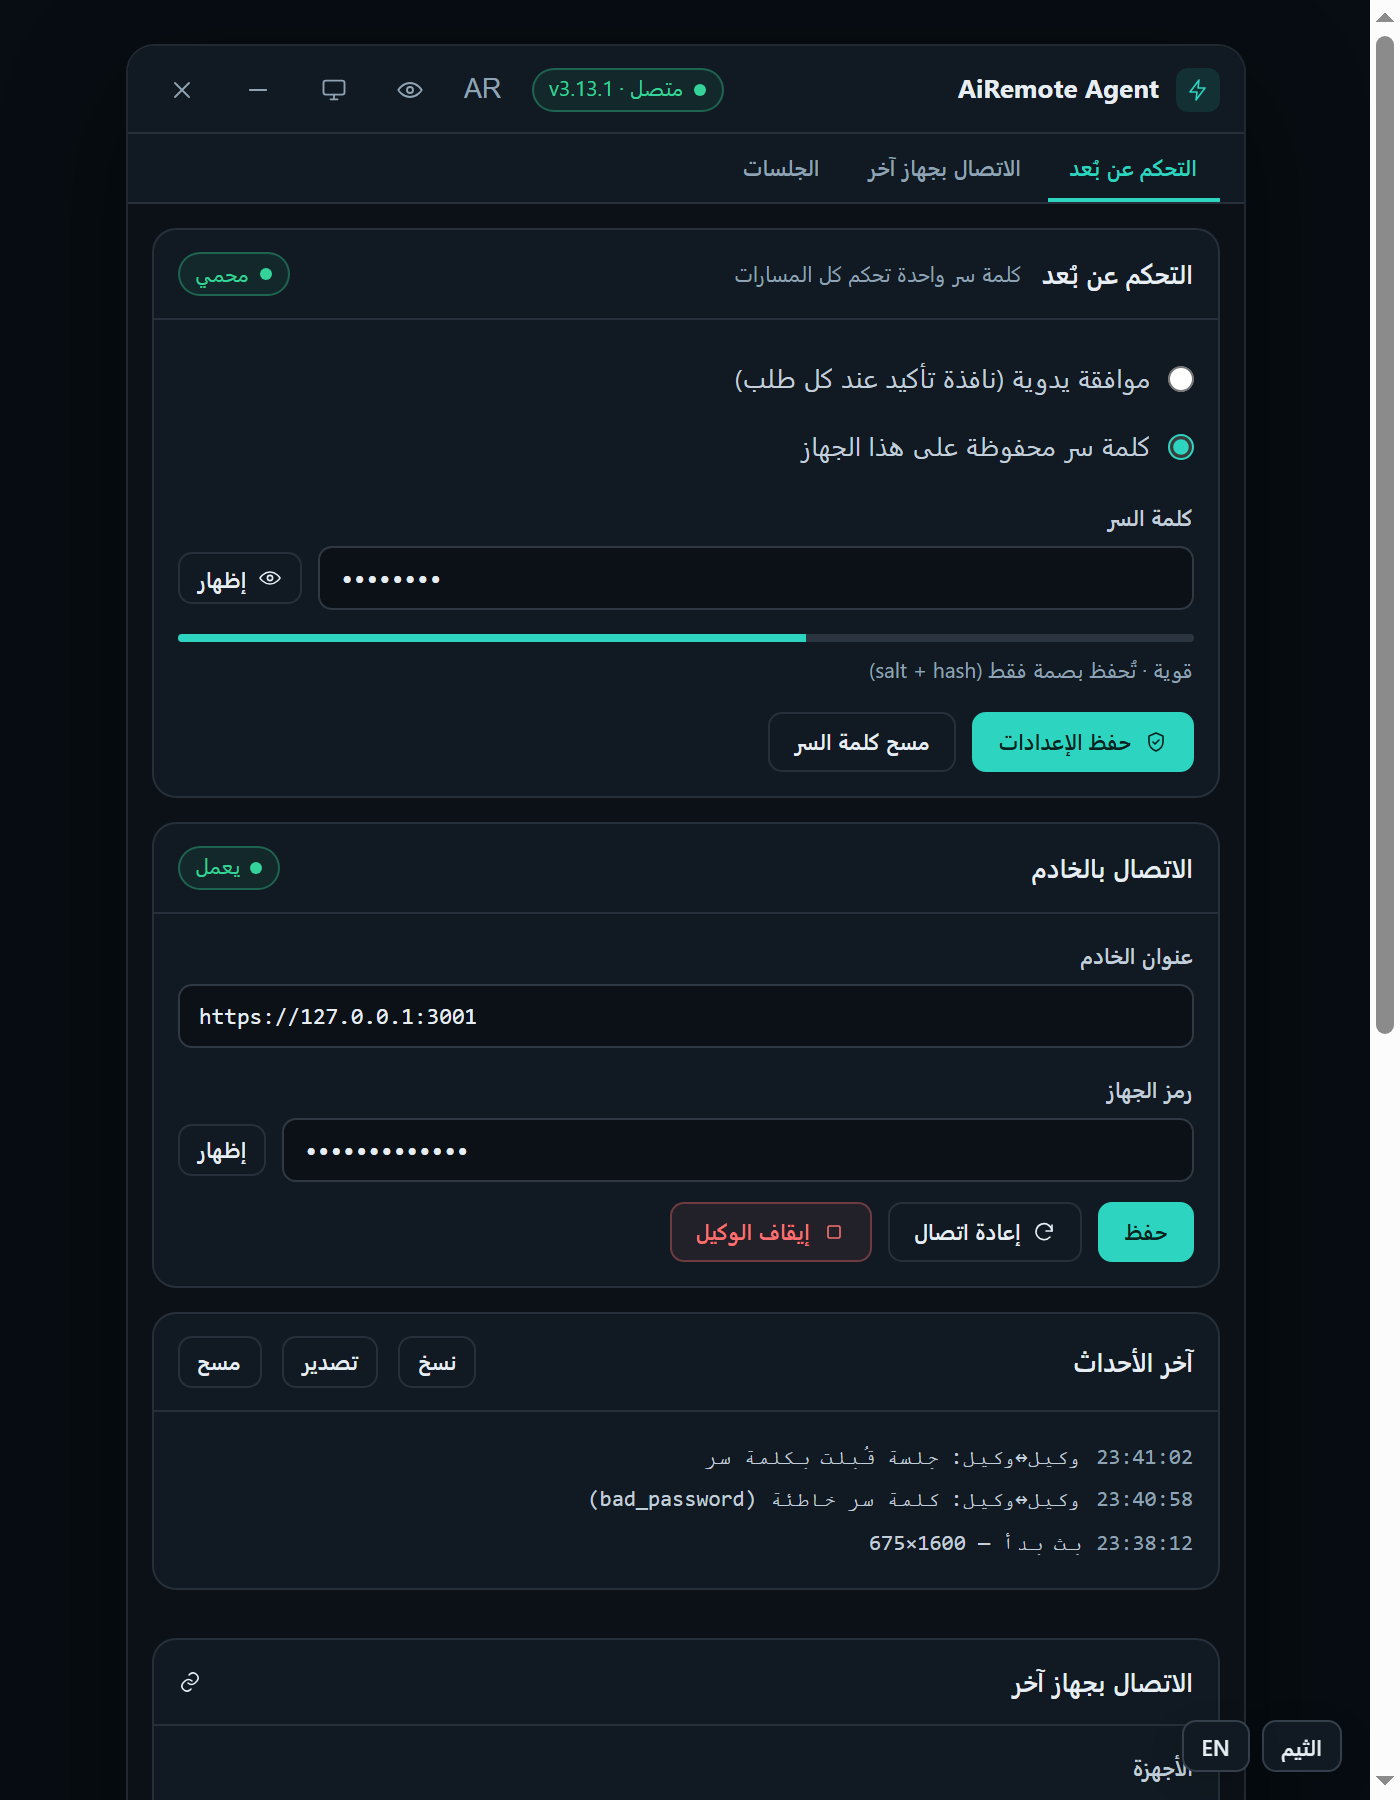 AiRemote Agent
متصل · v3.13.1
AR
التحكم عن بُعد
الاتصال بجهاز آخر
الجلسات
التحكم عن بُعد
كلمة سر واحدة تحكم كل المسارات
محمي
موافقة يدوية (نافذة تأكيد عند كل طلب)
كلمة سر محفوظة على هذا الجهاز
كلمة السر
••••••••
إظهار
قوية · تُحفظ بصمة فقط (salt + hash)
حفظ الإعدادات
مسح كلمة السر
الاتصال بالخادم
يعمل
عنوان الخادم
https://127.0.0.1:3001
رمز الجهاز
•••••••••••••
إظهار
حفظ
إعادة اتصال
إيقاف الوكيل
آخر الأحداث
نسخ
تصدير
مسح
23:41:02 وكيل↔وكيل: جلسة قُبلت بكلمة سر
23:40:58 وكيل↔وكيل: كلمة سر خاطئة (bad_password)
23:38:12 بث بدأ — 1600×675
الاتصال بجهاز آخر
الأجهزة
EN
الثيم